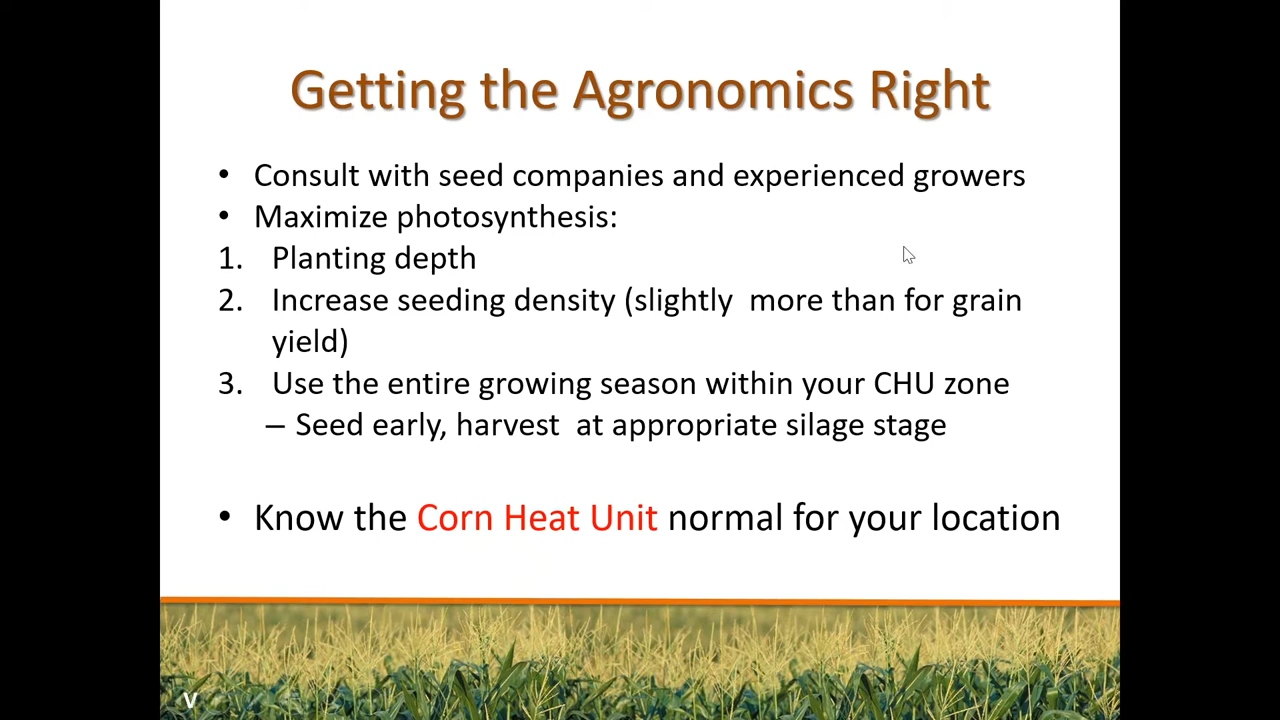 Getting the Agronomics Right
• Consult with seed companies and experienced growers
• Maximize photosynthesis:
1. Planting depth
2. Increase seeding density (slightly  more than for grain
yield)
3. Use the entire growing season within your CHU zone
– Seed early, harvest  at appropriate silage stage
• Know the Corn Heat Unit normal for your location
V